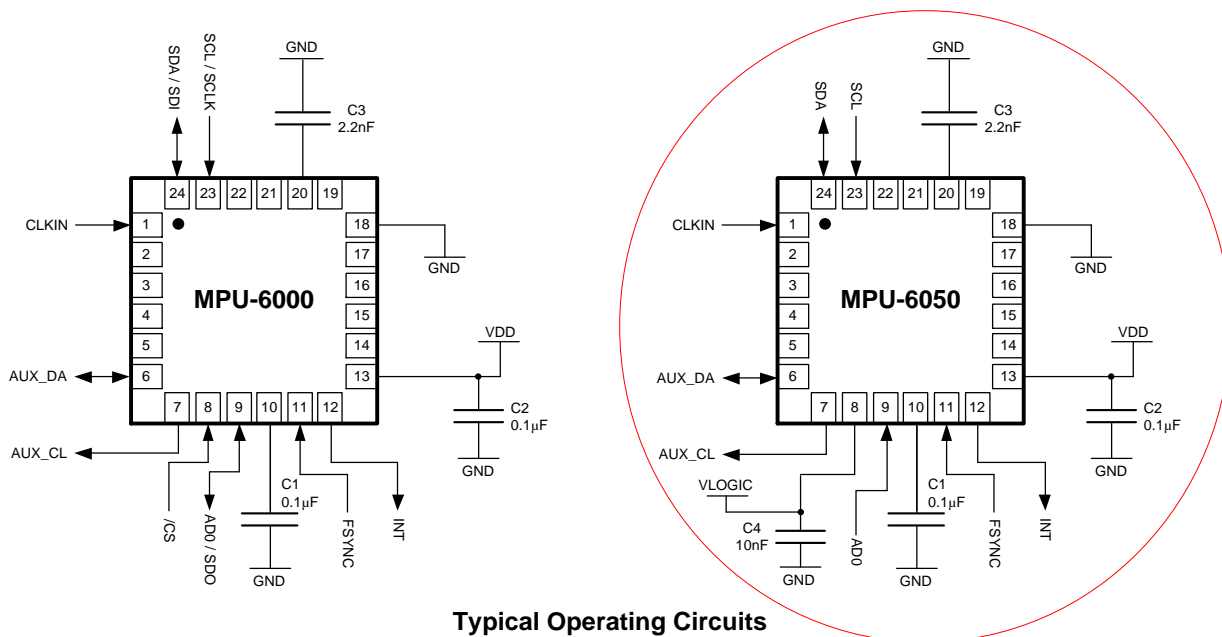 GND
SDA / SDI
SCL / SCLK
C3
2.2nF
24 23 22 21 20 19
CLKIN
1
2
3
4
5
6
18
17
16
15
14
13
GND
MPU-6000
VDD
AUX_DA
C2
0.1µF
GND
7 8 9 10 11 12
AUX_CL
/CS
AD0 / SDO
C1
0.1µF
GND
FSYNC
INT
GND
SDA
SCL
C3
2.2nF
24 23 22 21 20 19
CLKIN
1
2
3
4
5
6
18
17
16
15
14
13
GND
MPU-6050
VDD
AUX_DA
C2
0.1µF
GND
7 8 9 10 11 12
AUX_CL
VLOGIC
C4
10nF
GND
AD0
C1
0.1µF
GND
FSYNC
INT
Typical Operating Circuits